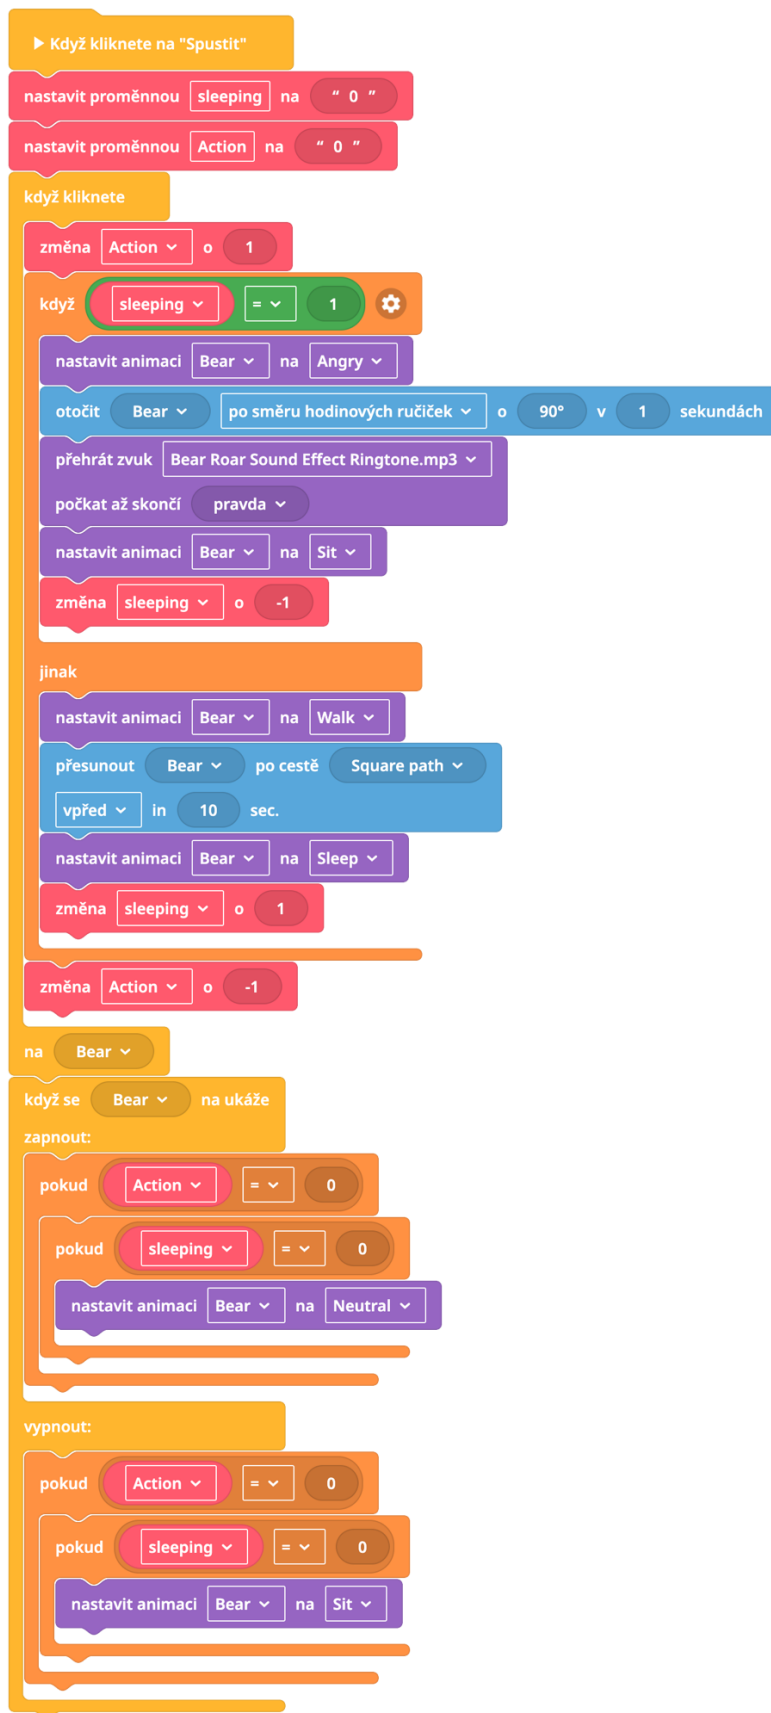 Když kliknete na "Spustit"
nastavit proměnnou sleeping na “ 0 ”
nastavit proměnnou Action na “ 0 ”
když kliknete
změna Action o 1
když sleeping = 1
nastavit animaci Bear na Angry
otočit Bear po směru hodinových ručiček o 90° v 1 sekundách
přehrát zvuk Bear Roar Sound Effect Ringtone.mp3
počkat až skončí pravda
nastavit animaci Bear na Sit
změna sleeping o -1
jinak
nastavit animaci Bear na Walk
přesunout Bear po cestě Square path
vpřed in 10 sec.
nastavit animaci Bear na Sleep
změna sleeping o 1
změna Action o -1
na Bear
když se Bear na ukáže
zapnout:
pokud Action = 0
pokud sleeping = 0
nastavit animaci Bear na Neutral
vypnout:
pokud Action = 0
pokud sleeping = 0
nastavit animaci Bear na Sit